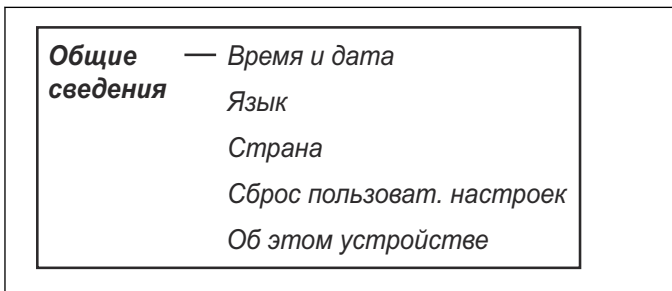 Общие — Время и дата
сведения
Язык
Страна
Сброс пользоват. настроек
Об этом устройстве